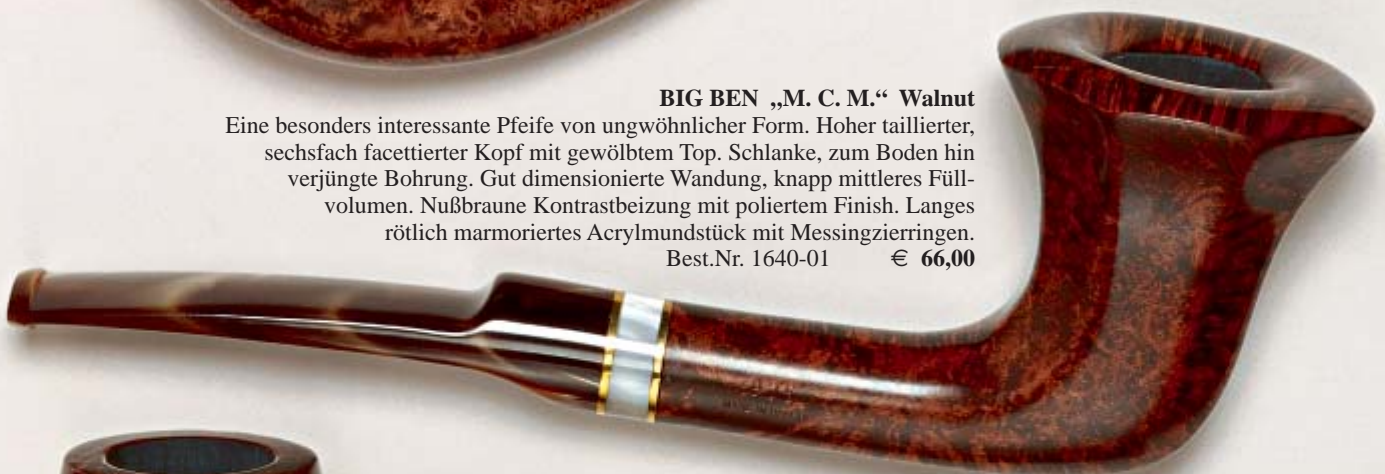 BIG BEN „M. C. M.“ Walnut
Eine besonders interessante Pfeife von ungwöhnlicher Form. Hoher taillierter,
sechsfach facettierter Kopf mit gewölbtem Top. Schlanke, zum Boden hin
verjüngte Bohrung. Gut dimensionierte Wandung, knapp mittleres Füll-
volumen. Nußbraune Kontrastbeizung mit poliertem Finish. Langes
rötlich marmoriertes Acrylmundstück mit Messingzierringen.
Best.Nr. 1640-01 € 66,00